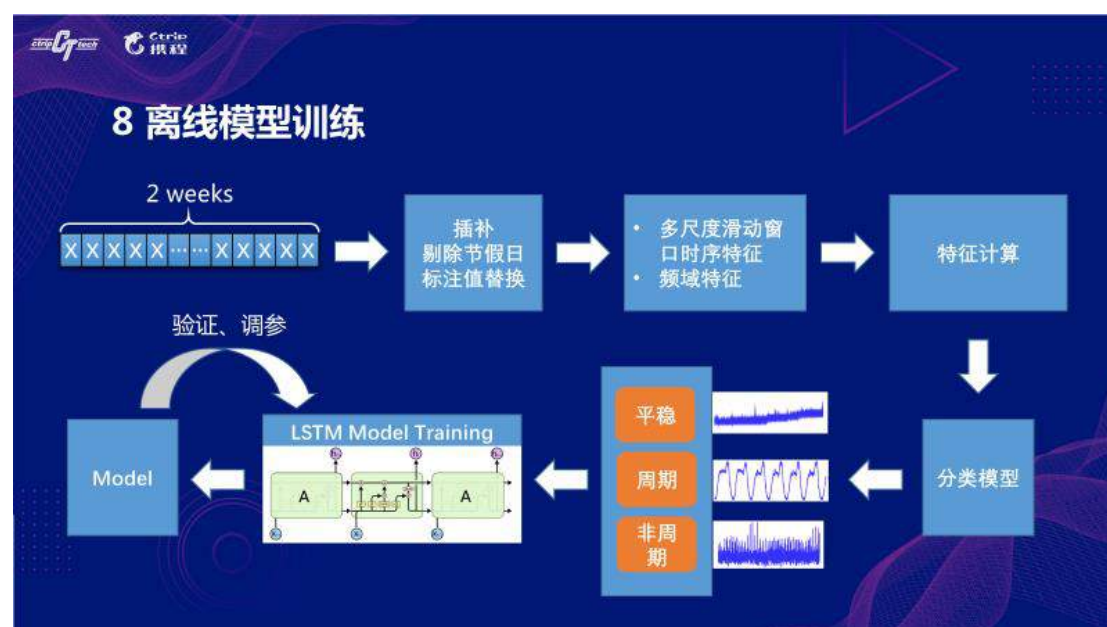 ctrip CT tech
Ctrip
携程
8 离线模型训练
2 weeks
X X X X X ⋯ ⋯ X X X X X
插补
剔除节假日
标注值替换
• 多尺度滑动窗
口时序特征
• 频域特征
特征计算
验证、调参
Model
LSTM Model Training
A
A
平稳
周期
非周
期
分类模型